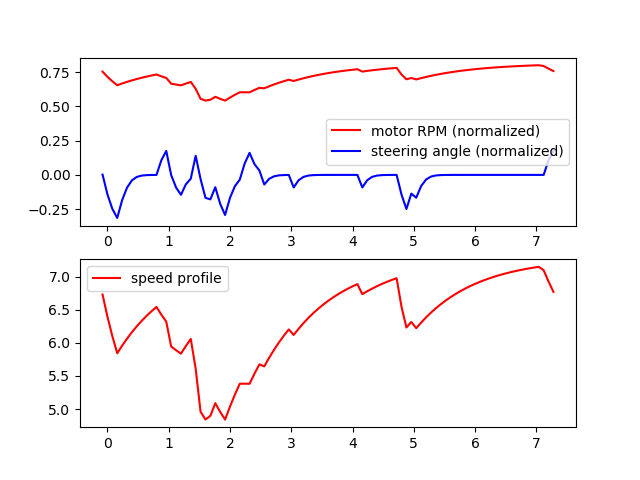 0.75
0.50
0.25
0.00
−0.25
motor RPM (normalized)
steering angle (normalized)
0 1 2 3 4 5 6 7
7.0
6.5
6.0
5.5
5.0
speed profile
0 1 2 3 4 5 6 7